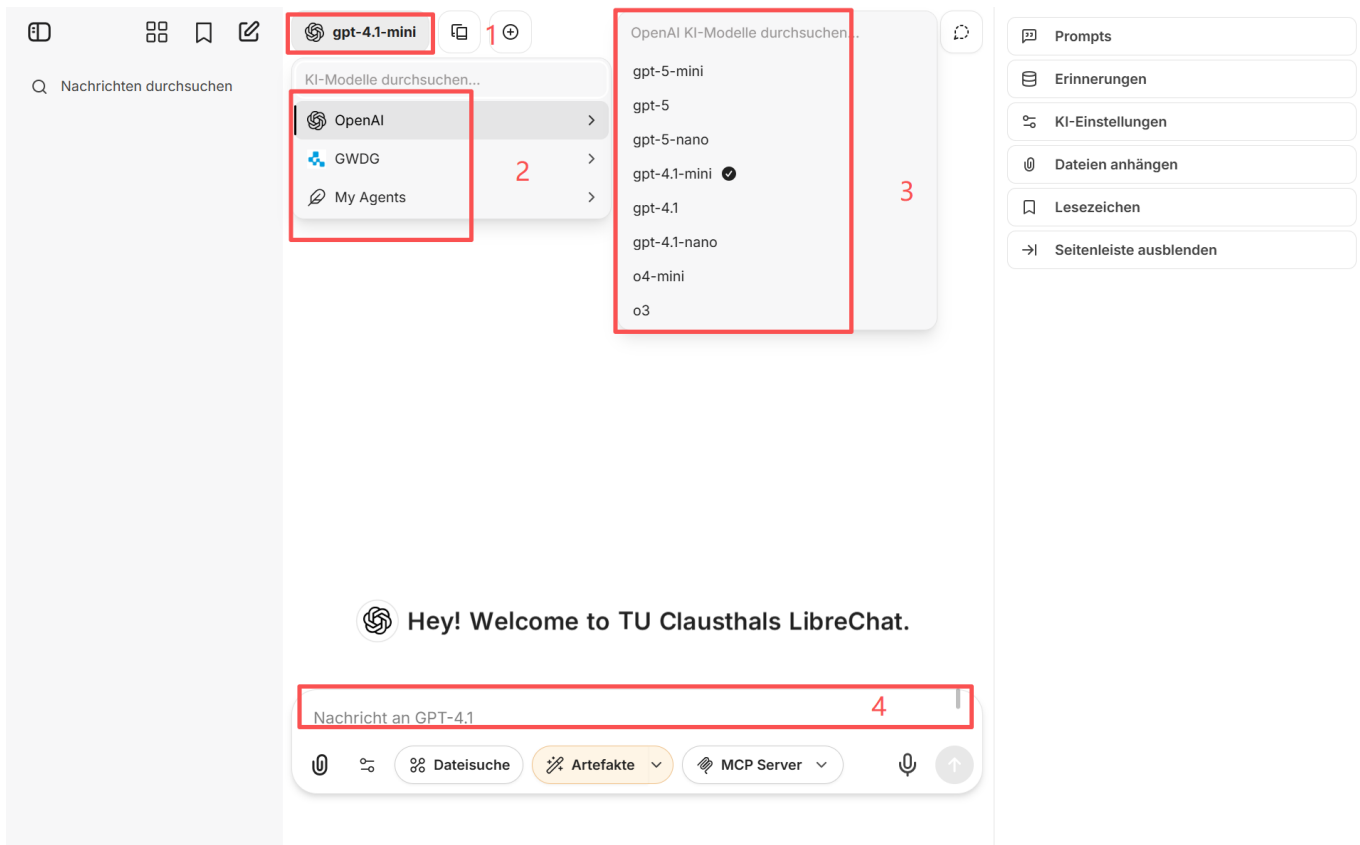 Nachrichten durchsuchen
gpt-4.1-mini
1
KI-Modelle durchsuchen...
OpenAI
GWDG
My Agents
2
OpenAI KI-Modelle durchsuchen...
gpt-5-mini
gpt-5
gpt-5-nano
gpt-4.1-mini
gpt-4.1
gpt-4.1-nano
o4-mini
o3
3
Hey! Welcome to TU Clausthals LibreChat.
Nachricht an GPT-4.1
4
Dateisuche
Artefakte
MCP Server
Prompts
Erinnerungen
KI-Einstellungen
Dateien anhängen
Lesezeichen
Seitenleiste ausblenden